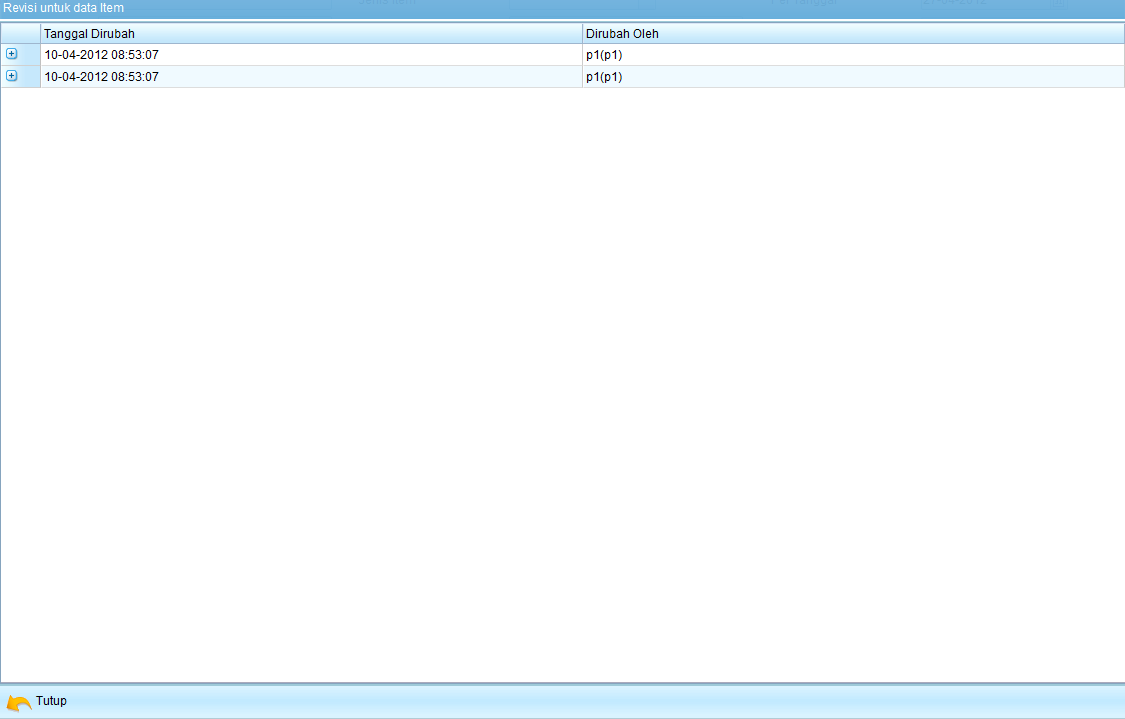 Revisi untuk data Item
Tanggal Dirubah Dirubah Oleh
10-04-2012 08:53:07 p1(p1)
10-04-2012 08:53:07 p1(p1)
Tutup